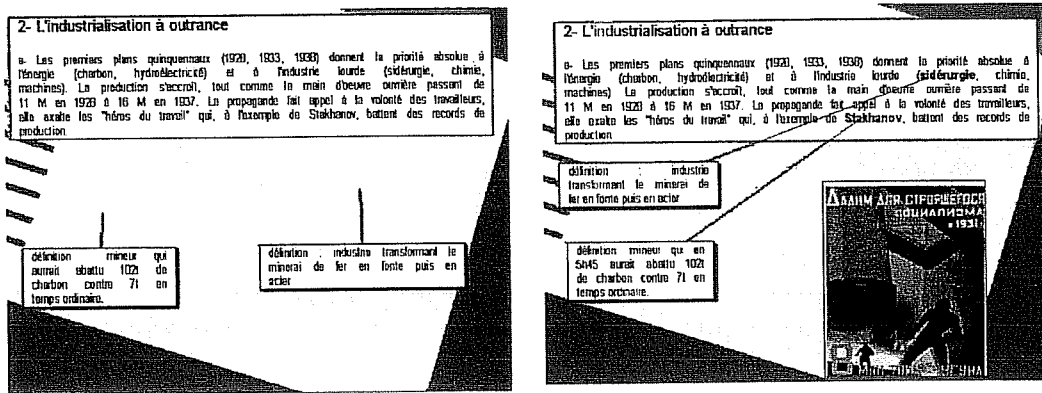 2- L'industrialisation à outrance
a- Les premiers plans quinquennaux (1928, 1933, 1938) donnent la priorité absolue à
l'énergie (charbon, hydroélectricité) et à l'industrie lourde (sidérurgie, chimie,
machines). La production s'accroît, tout comme la main d'oeuvre ouvrière passant de
11 M en 1928 à 16 M en 1937. La propagande fait appel à la volonté des travailleurs,
elle exalte les "héros du travail" qui, à l'exemple de Stakhanov, battent des records de
production
définition mineur qui
aurait abattu 102t de
charbon contre 7t en
temps ordinaire.
définition : industrie transformant le
minerai de fer en fonte puis en
acier
2- L'industrialisation à outrance
a- Les premiers plans quinquennaux (1928, 1933, 1938) donnent la priorité absolue à
l'énergie (charbon, hydroélectricité) et à l'industrie lourde (sidérurgie, chimie,
machines). La production s'accroît, tout comme la main d'oeuvre ouvrière passant de
11 M en 1928 à 16 M en 1937. La propagande fait appel à la volonté des travailleurs,
elle exalte les "héros du travail" qui, à l'exemple de Stakhanov, battent des records de
production
définition : industrie
transformant le minerai de
fer en fonte puis en acier
définition mineur qui en
5h45 aurait abattu 102t
de charbon contre 7t en
temps ordinaire.
1931